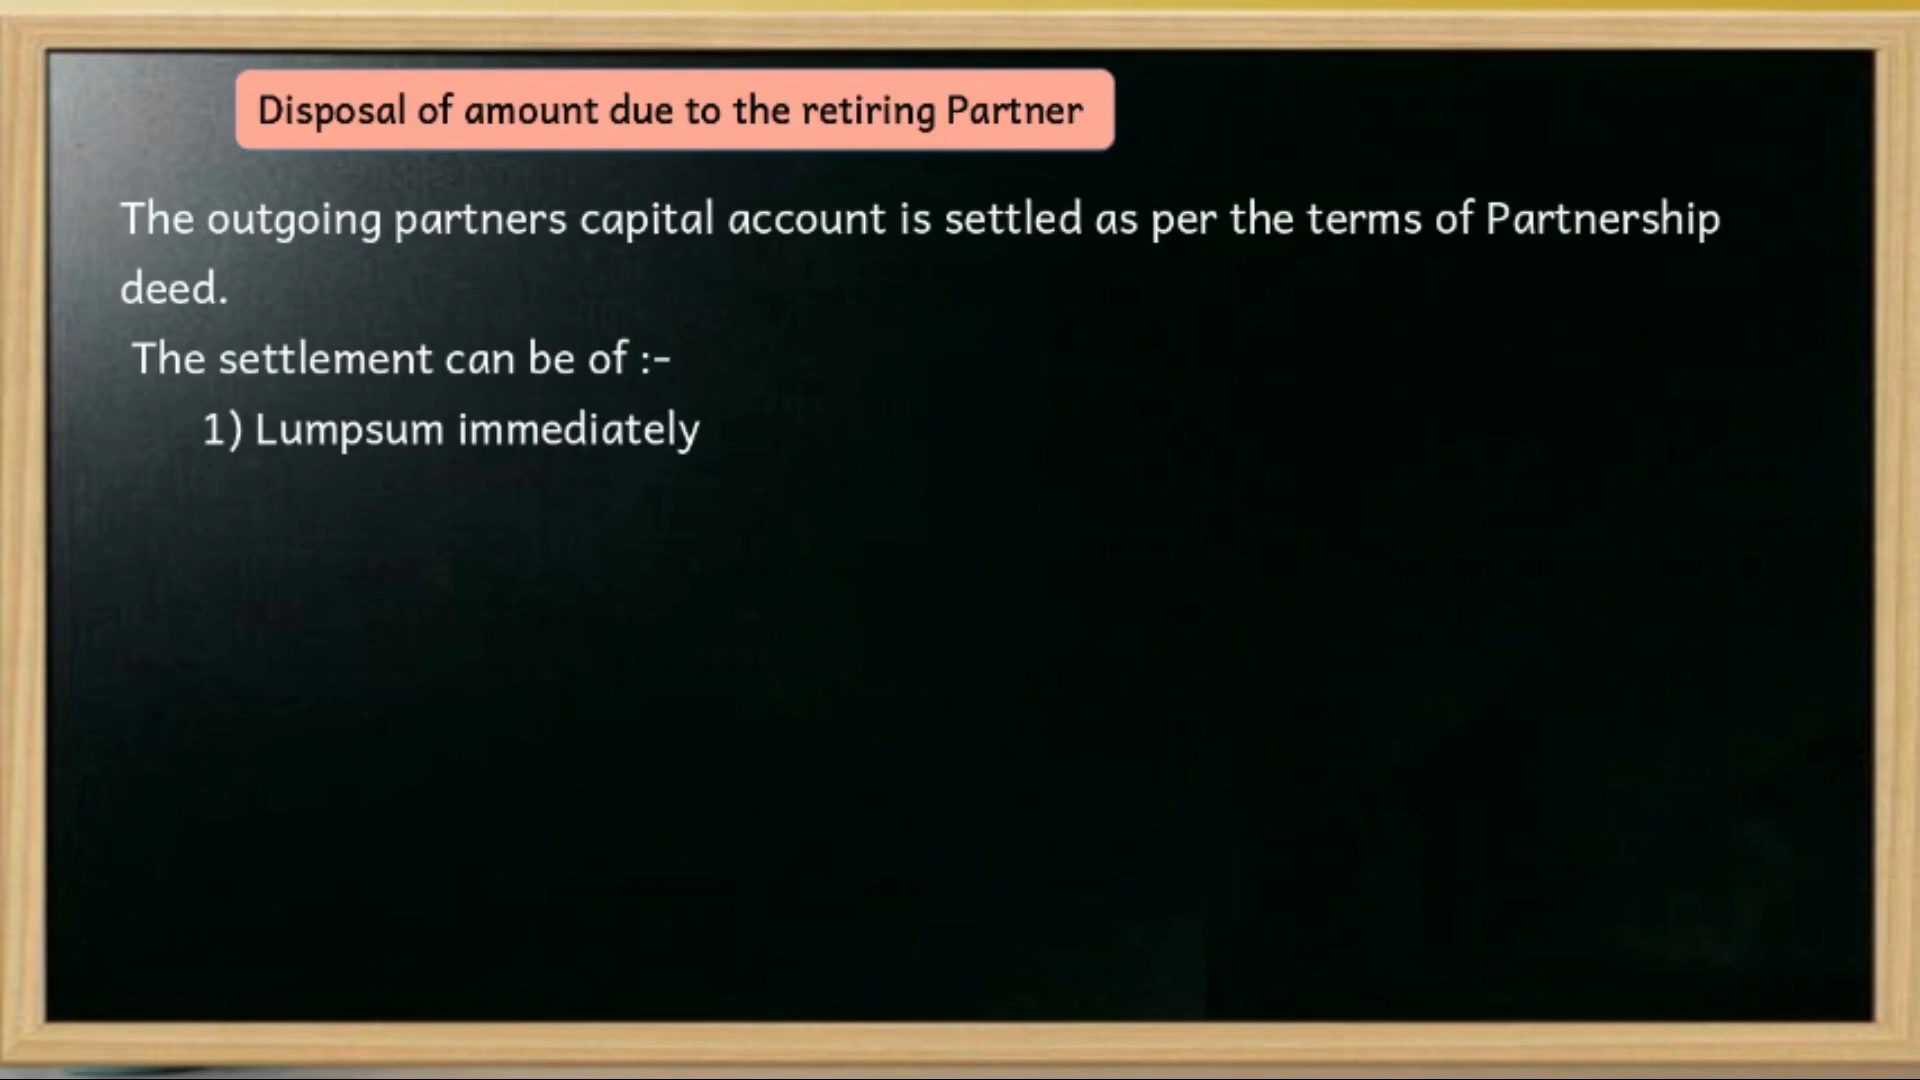 Disposal of amount due to the retiring Partner
The outgoing partners capital account is settled as per the terms of Partnership
deed.
The settlement can be of :-
1) Lumpsum immediately